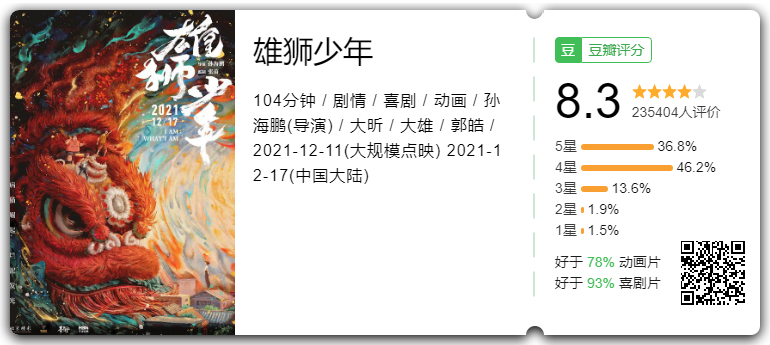 雄狮少年
2021
12/17
I AM
WHAT I AM
雄狮少年
104分钟 / 剧情 / 喜剧 / 动画 / 孙
海鹏(导演) / 大昕 / 大雄 / 郭皓 /
2021-12-11(大规模点映) 2021-1
2-17(中国大陆)
豆 豆瓣评分
8.3
235404人评价
5星 36.8%
4星 46.2%
3星 13.6%
2星 1.9%
1星 1.5%
好于 78% 动画片
好于 93% 喜剧片